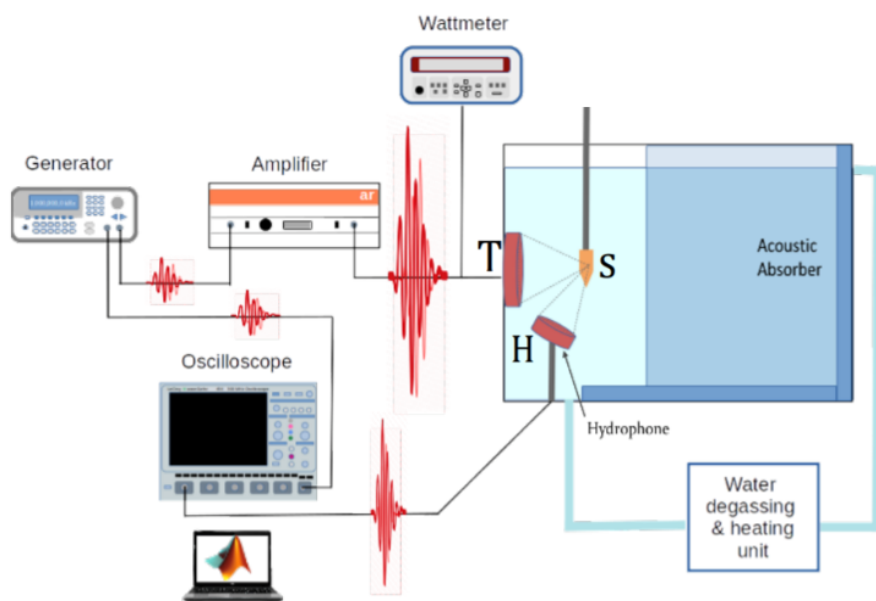 Wattmeter
Generator
Amplifier
ar
T
S
Acoustic
Absorber
H
Oscilloscope
Hydrophone
Water
degassing
& heating
unit